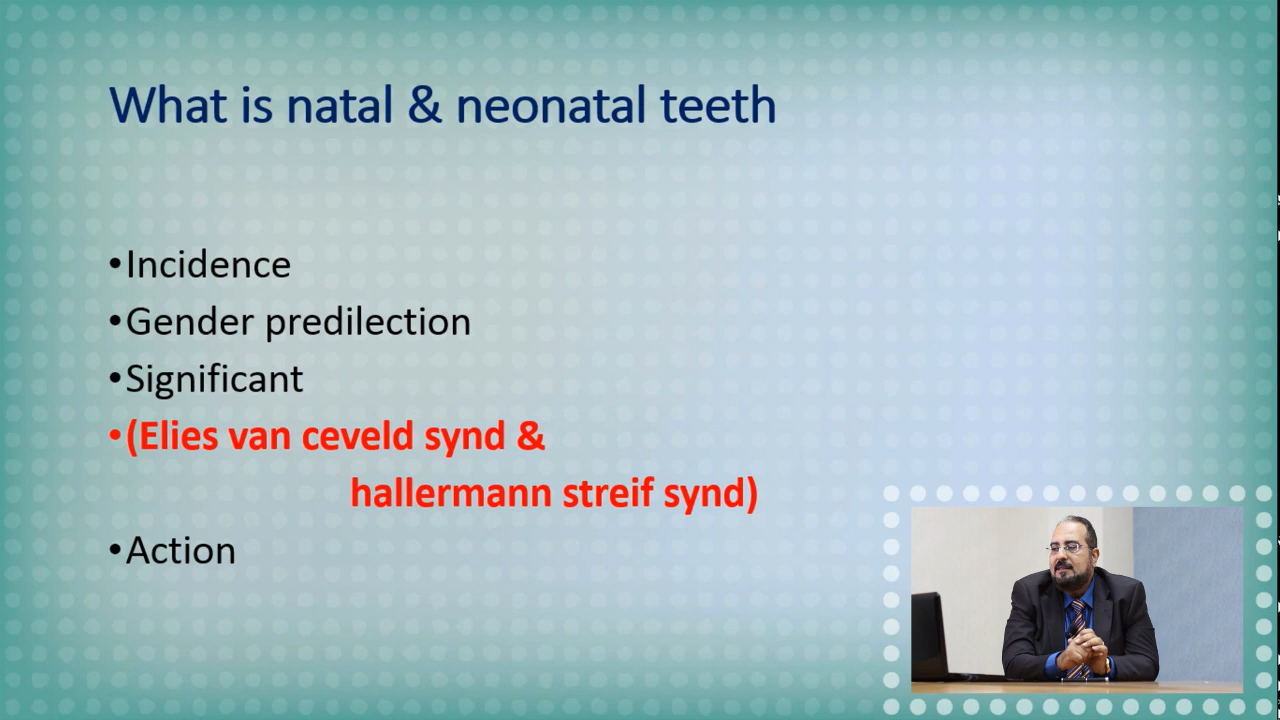 What is natal & neonatal teeth
•Incidence
•Gender predilection
•Significant
•(Elies van ceveld synd &
hallermann streif synd)
•Action